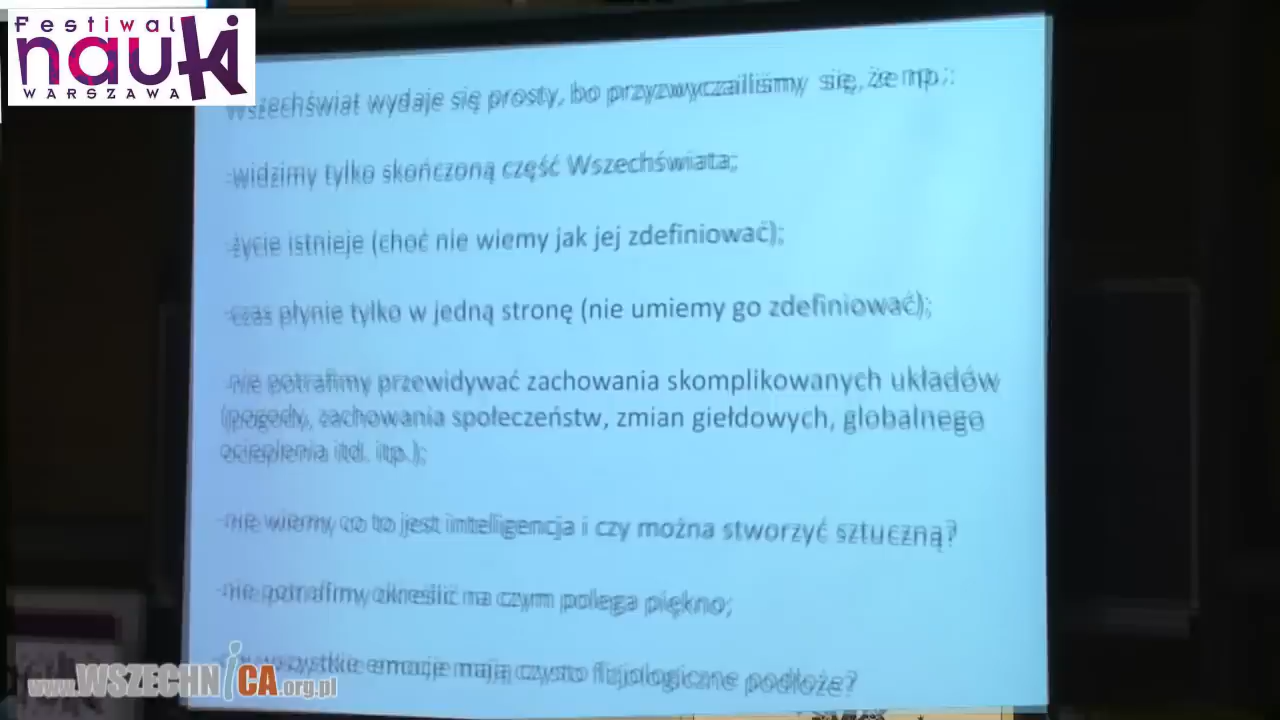 Festiwal
nauki
WARSZAWA
Wszechświat wydaje się prosty, bo przyzwyczailiśmy się, że np.:
-widzimy tylko skończoną część Wszechświata;
-życie istnieje (choć nie wiemy jak jej zdefiniować);
-czas płynie tylko w jedną stronę (nie umiemy go zdefiniować);
-nie potrafimy przewidywać zachowania skomplikowanych układów
(pogody, zachowania społeczeństw, zmian giełdowych, globalnego
ocieplenia itd. itp.);
-nie wiemy co to jest inteligencja i czy można stworzyć sztuczną?
-nie potrafimy określić na czym polega piękno;
wszystkie emocje mają czysto fizjologiczne podłoże?
www.WSZECHNICA.org.pl